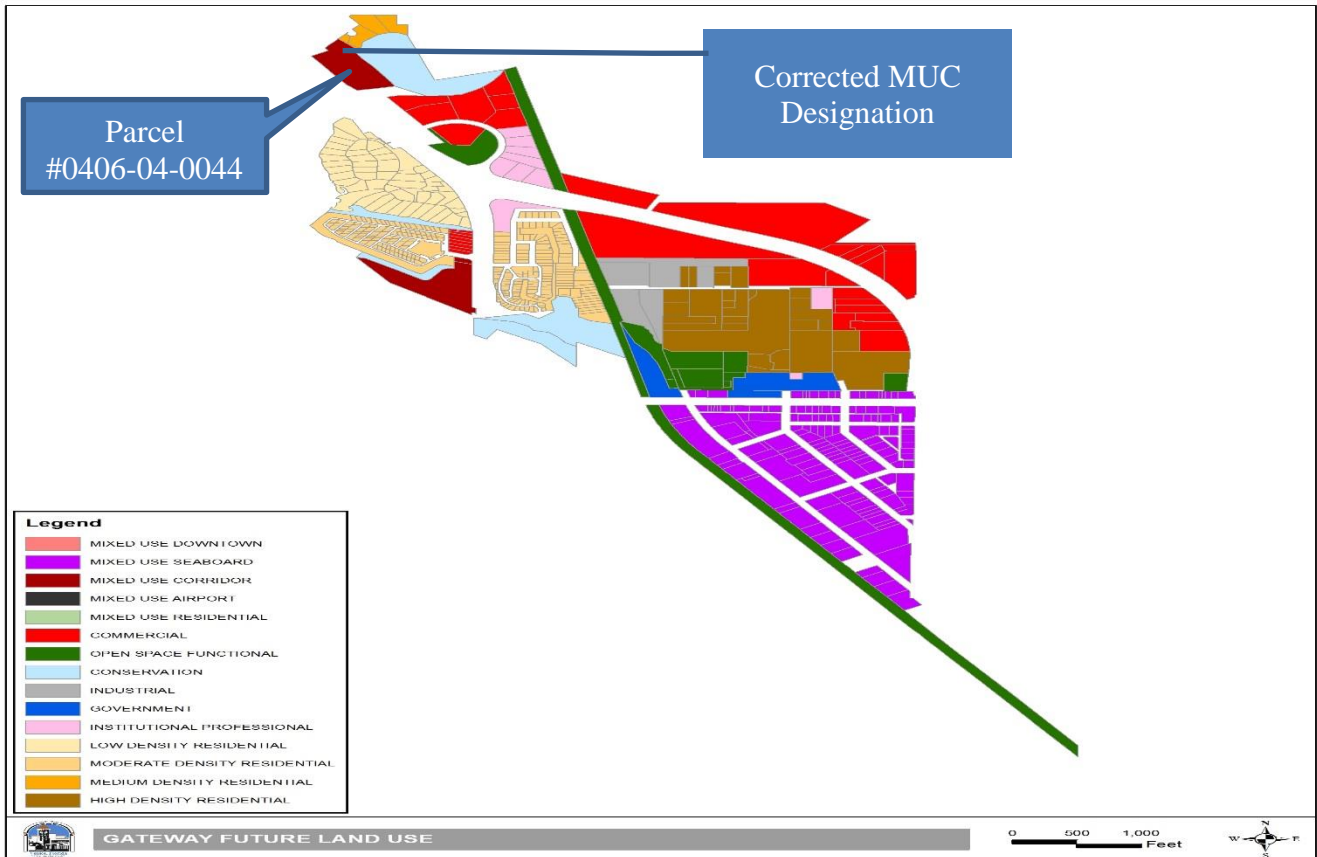 Corrected MUC
Designation
Parcel
#0406-04-0044
Legend
MIXED USE DOWNTOWN
MIXED USE SEABOARD
MIXED USE CORRIDOR
MIXED USE AIRPORT
MIXED USE RESIDENTIAL
COMMERCIAL
OPEN SPACE FUNCTIONAL
CONSERVATION
INDUSTRIAL
GOVERNMENT
INSTITUTIONAL PROFESSIONAL
LOW DENSITY RESIDENTIAL
MODERATE DENSITY RESIDENTIAL
MEDIUM DENSITY RESIDENTIAL
HIGH DENSITY RESIDENTIAL
GATEWAY FUTURE LAND USE
0 500 1,000
Feet
N
W E
S